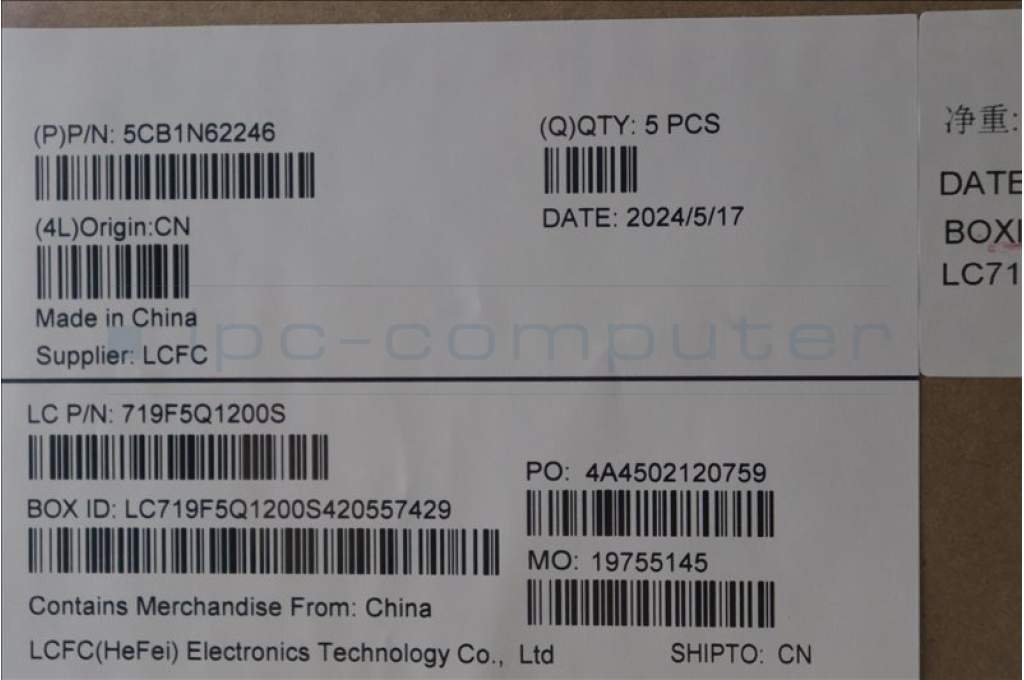 (P)P/N: 5CB1N62246
(4L)Origin:CN
Made in China
Supplier: LCFC
(Q)QTY: 5 PCS
DATE: 2024/5/17
ipc-computer
LC P/N: 719F5Q1200S
BOX ID: LC719F5Q1200S420557429
Contains Merchandise From: China
LCFC(HeFei) Electronics Technology Co., Ltd
PO: 4A4502120759
MO: 19755145
SHIPTO: CN
净重:
DATE
BOXI
LC71